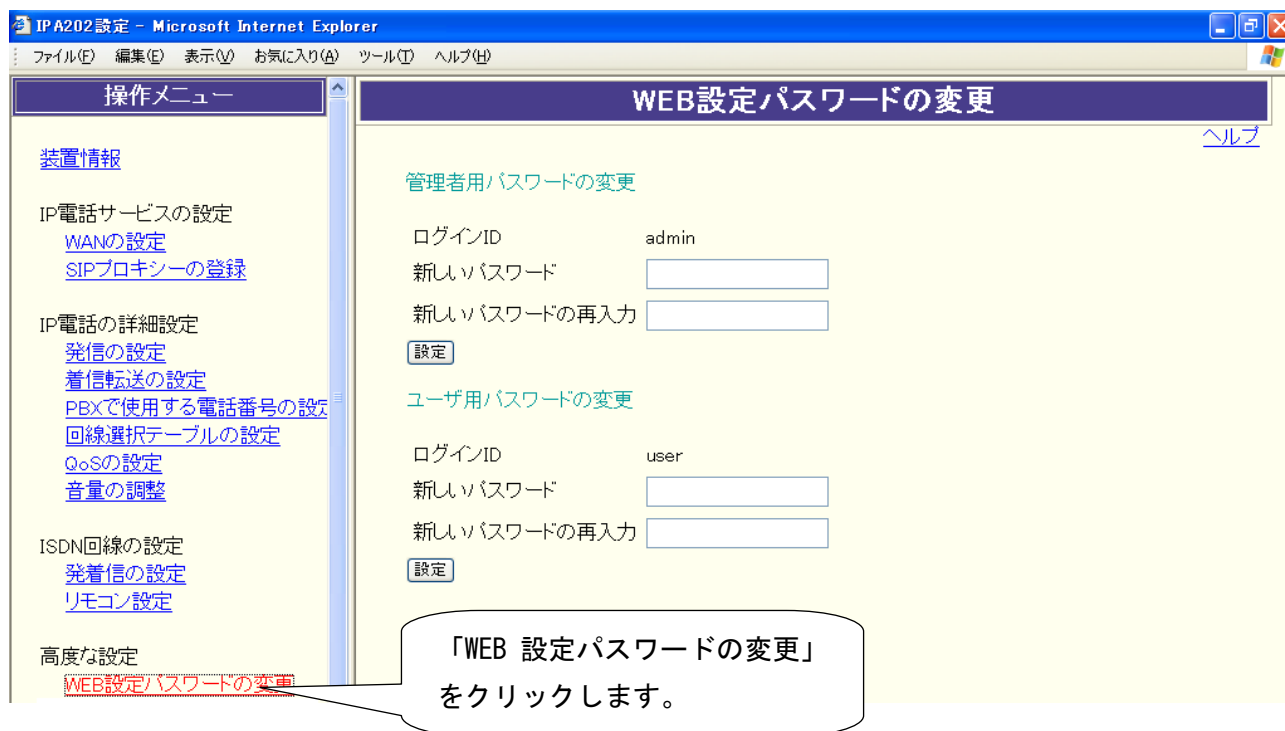 IPA202設定 - Microsoft Internet Explorer
ファイル(F) 編集(E) 表示(V) お気に入り(A) ツール(T) ヘルプ(H)
操作メニュー
装置情報
IP電話サービスの設定
WANの設定
SIPプロキシーの登録
IP電話の詳細設定
発信の設定
着信転送の設定
PBXで使用する電話番号の設定
回線選択テーブルの設定
QoSの設定
音量の調整
ISDN回線の設定
発着信の設定
リモコン設定
高度な設定
WEB設定パスワードの変更
WEB設定パスワードの変更
ヘルプ
管理者用パスワードの変更
ログインID admin
新しいパスワード
新しいパスワードの再入力
設定
ユーザ用パスワードの変更
ログインID user
新しいパスワード
新しいパスワードの再入力
設定
「WEB 設定パスワードの変更」
をクリックします。